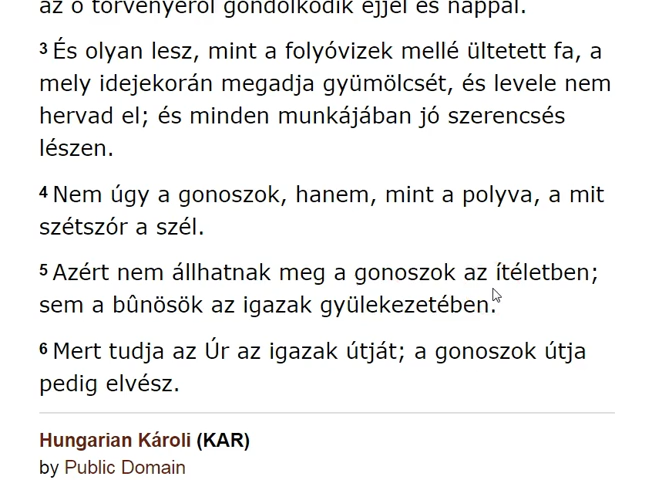 az ő törvényéről gondolkodik éjjel és nappal.
3 És olyan lesz, mint a folyóvizek mellé ültetett fa, a
mely idejekorán megadja gyümölcsét, és levele nem
hervad el; és minden munkájában jó szerencsés
lészen.
4 Nem úgy a gonoszok, hanem, mint a polyva, a mit
szétszór a szél.
5 Azért nem állhatnak meg a gonoszok az ítéletben;
sem a bûnösök az igazak gyülekezetében.
6 Mert tudja az Úr az igazak útját; a gonoszok útja
pedig elvész.
Hungarian Károli (KAR)
by Public Domain